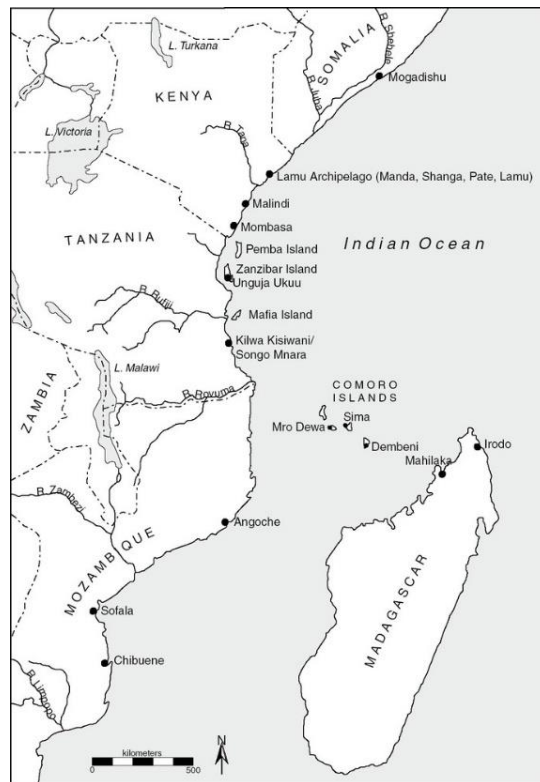 L. Turkana
SOMALIA
R. Shebele
R. Juba
Mogadishu
KENYA
L. Victoria
R. Tana
Lamu Archipelago (Manda, Shanga, Pate, Lamu)
Malindi
Mombasa
TANZANIA
Pemba Island
Indian Ocean
Zanzibar Island
Unguja Ukuu
R. Rufiji
Mafia Island
Kilwa Kisiwani/
Songo Mnara
L. Malawi
ZAMBIA
R. Rovuma
COMORO
ISLANDS
Sima
Mro Dewa
Dembeni
Irodo
Mahilaka
R. Zambezi
Angoche
MOZAMBIQUE
MADAGASCAR
Sofala
Chibuene
R. Limpopo
kilometers
0 500
N